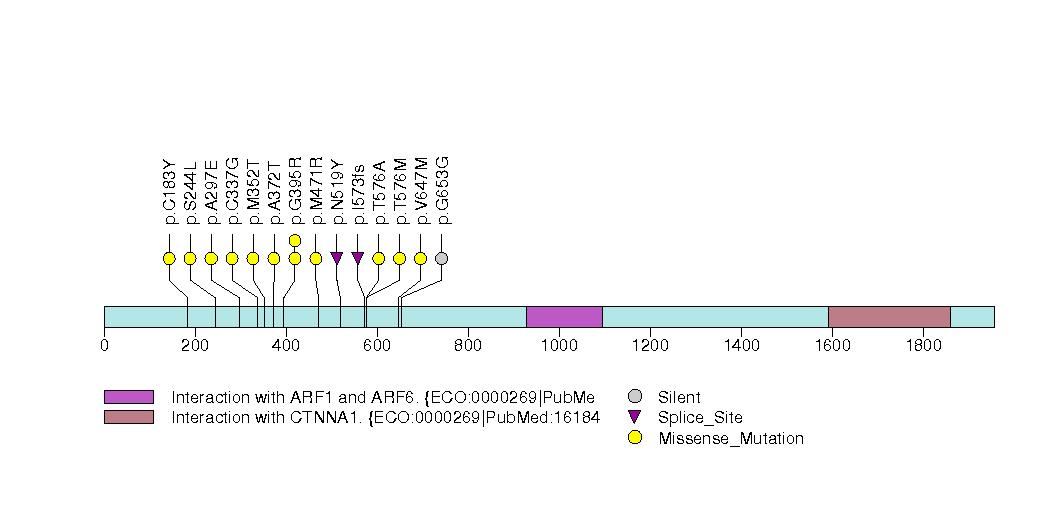 p.C183Y
p.S244L
p.A297E
p.C337G
p.M352T
p.A372T
p.G395R
p.M471R
p.N519Y
p.I573fs
p.T576A
p.T576M
p.V647M
p.G653G
0 200 400 600 800 1000 1200 1400 1600 1800
Interaction with ARF1 and ARF6. {ECO:0000269|PubMe
Interaction with CTNNA1. {ECO:0000269|PubMed:16184
Silent
Splice_Site
Missense_Mutation